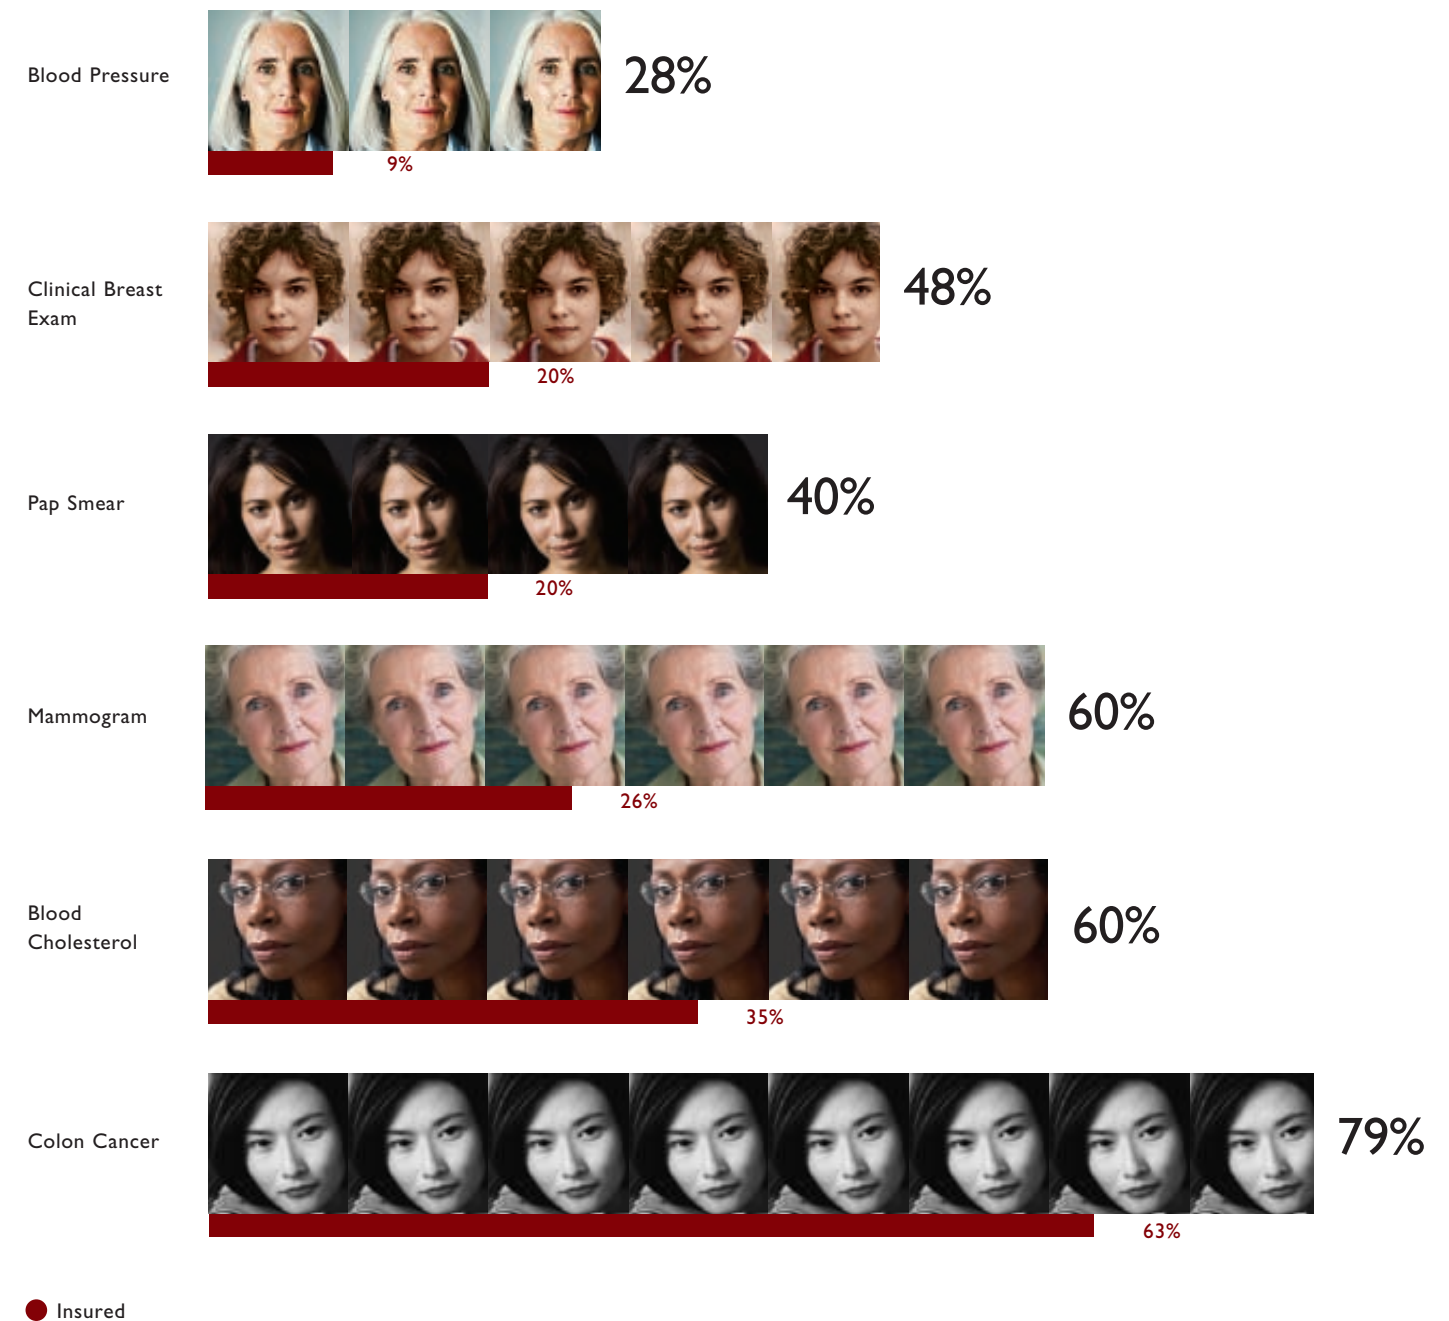 Blood Pressure
28%
9%
Clinical Breast
Exam
48%
20%
Pap Smear
40%
20%
Mammogram
60%
26%
Blood
Cholesterol
60%
35%
Colon Cancer
79%
63%
Insured